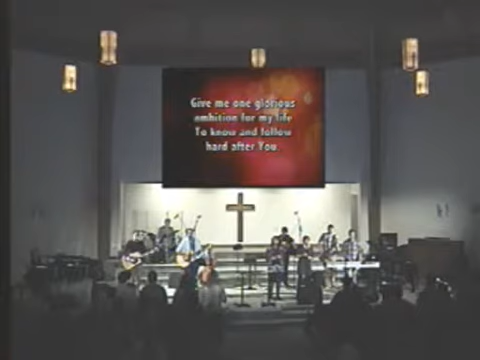 Give me one glorious
ambition for my life
To know and follow
hard after You.